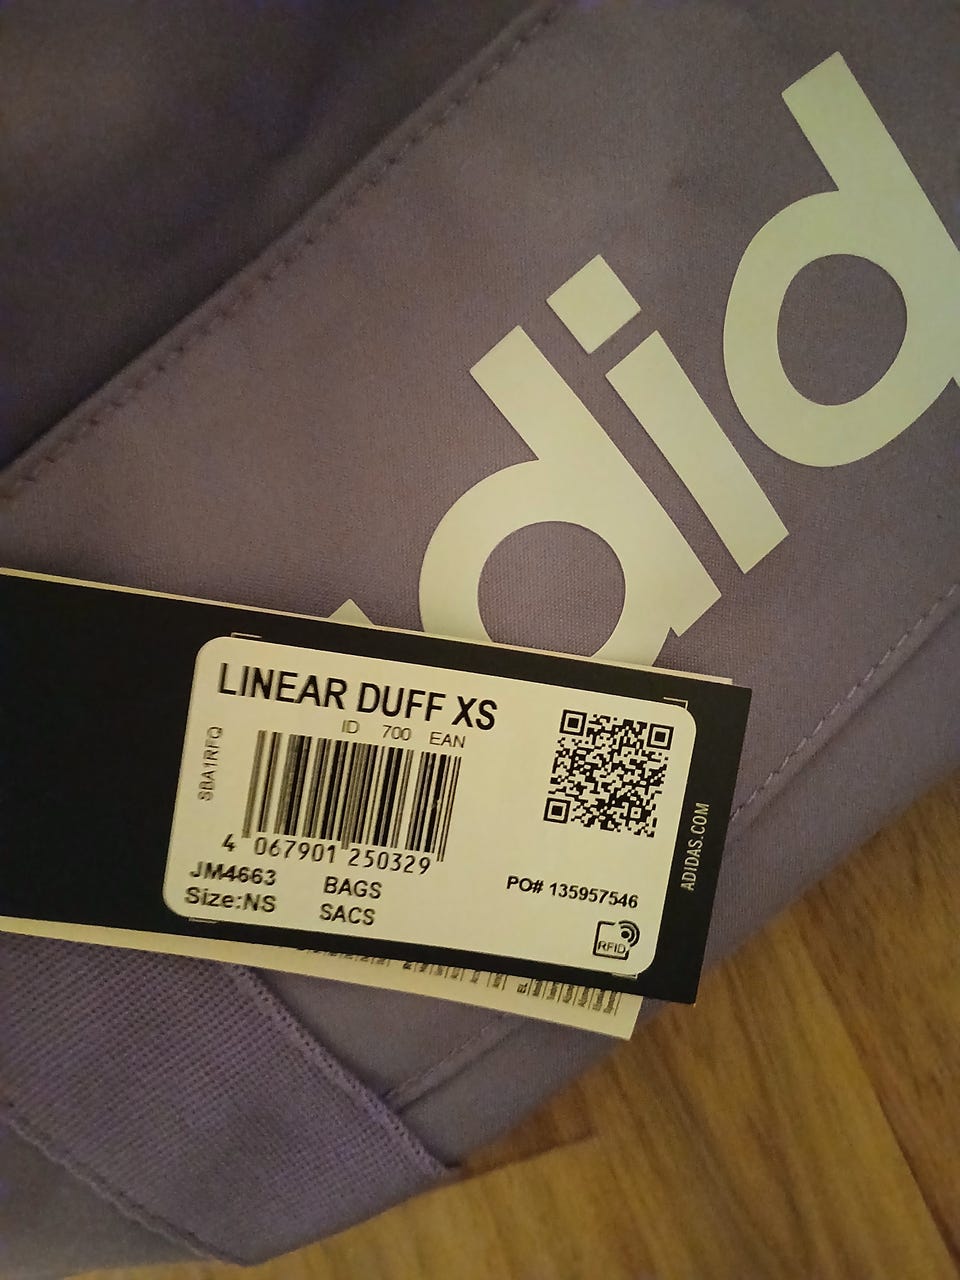 adid
LINEAR DUFF XS
ID 700 EAN
SBA1RFQ
4 067901 250329
JM4663 BAGS
Size:NS SACS
PO# 135957546
RFID
ADIDAS.COM